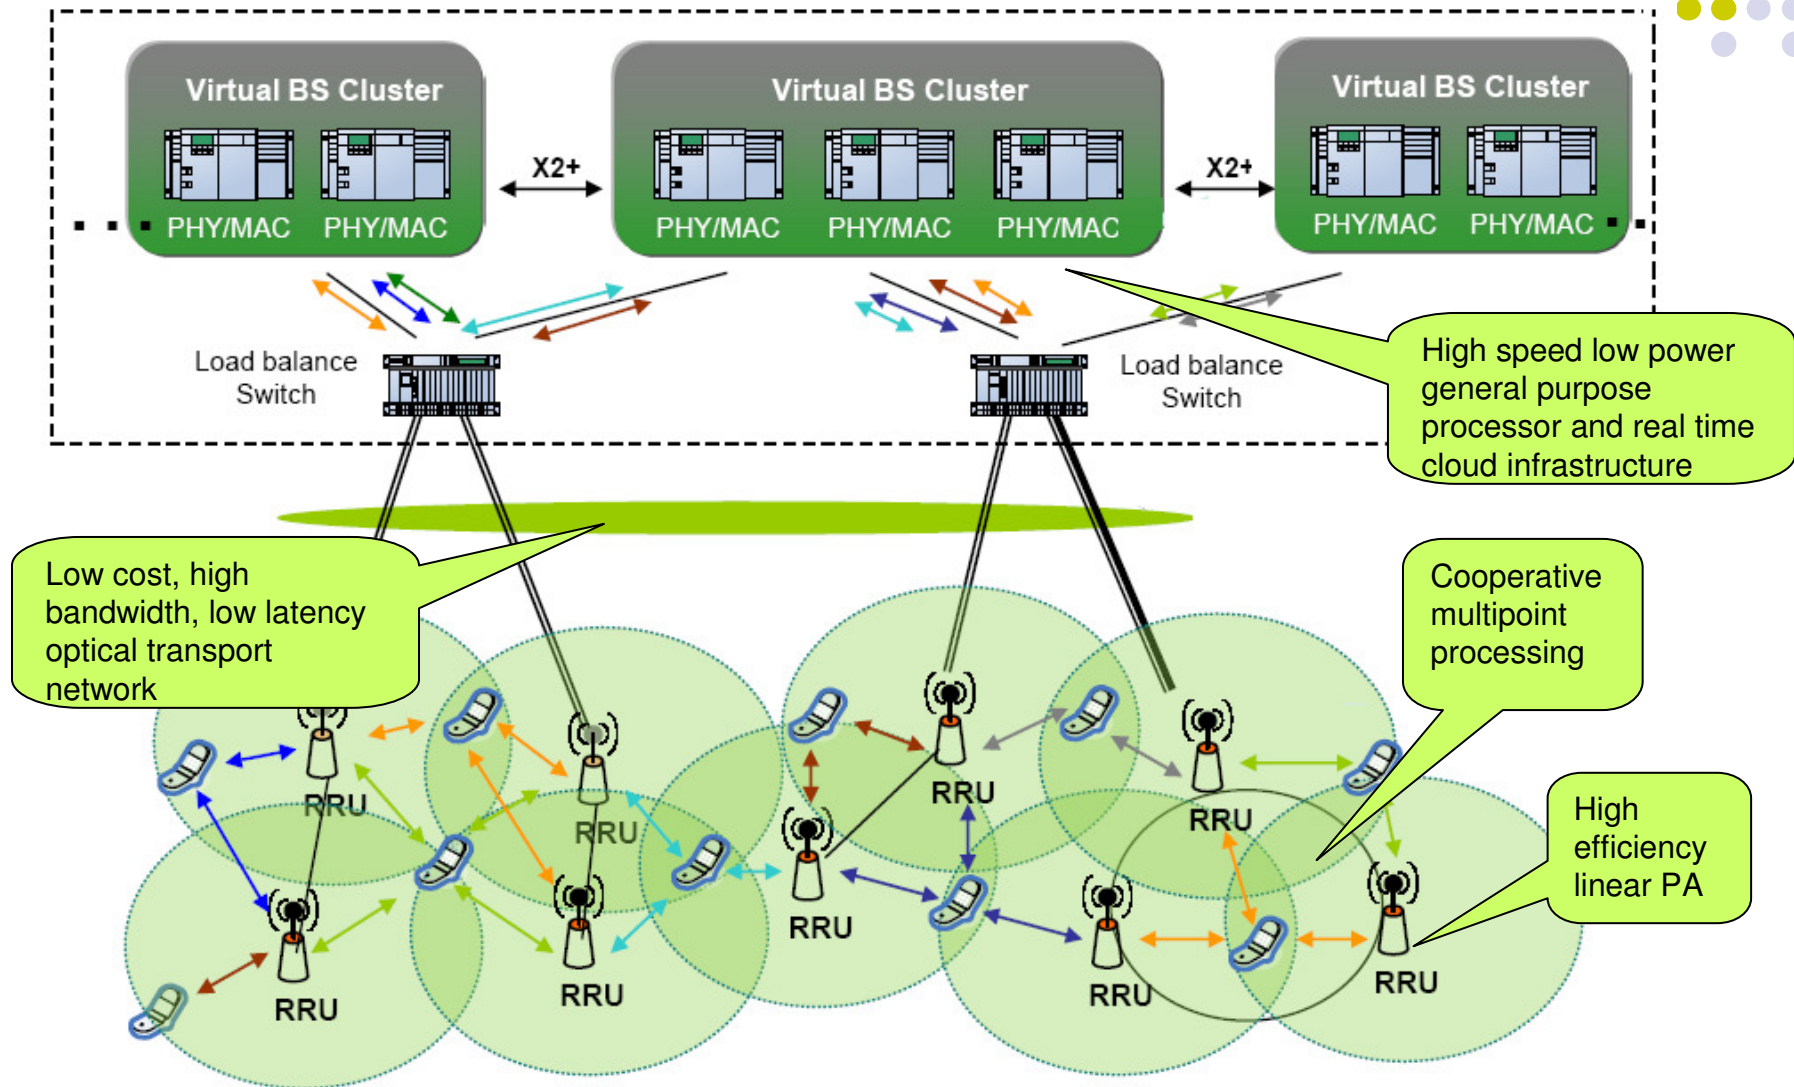 Virtual BS Cluster
Virtual BS Cluster
Virtual BS Cluster
X2+
X2+
PHY/MAC
PHY/MAC
PHY/MAC
PHY/MAC
PHY/MAC
PHY/MAC
PHY/MAC
Load balance
Switch
Load balance
Switch
High speed low power
general purpose
processor and real time
cloud infrastructure
Low cost, high
bandwidth, low latency
optical transport
network
Cooperative
multipoint
processing
High
efficiency
linear PA
RRU
RRU
RRU
RRU
RRU
RRU
RRU
RRU
RRU